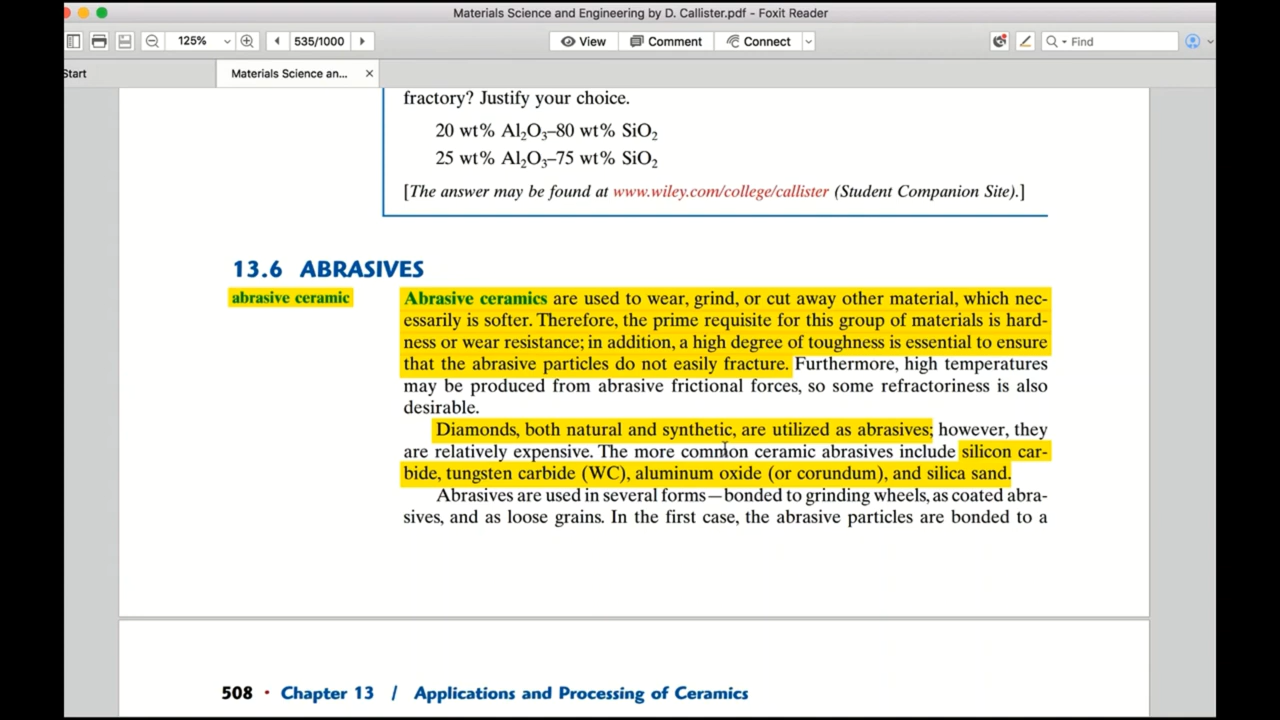 Materials Science and Engineering by D. Callister.pdf - Foxit Reader
125%
535/1000
View
Comment
Connect
Find
Start
Materials Science an...
fractory? Justify your choice.
20 wt% Al₂O₃–80 wt% SiO₂
25 wt% Al₂O₃–75 wt% SiO₂
[The answer may be found at www.wiley.com/college/callister (Student Companion Site).]
13.6 ABRASIVES
abrasive ceramic
Abrasive ceramics are used to wear, grind, or cut away other material, which nec-
essarily is softer. Therefore, the prime requisite for this group of materials is hard-
ness or wear resistance; in addition, a high degree of toughness is essential to ensure
that the abrasive particles do not easily fracture. Furthermore, high temperatures
may be produced from abrasive frictional forces, so some refractoriness is also
desirable.
Diamonds, both natural and synthetic, are utilized as abrasives; however, they
are relatively expensive. The more common ceramic abrasives include silicon car-
bide, tungsten carbide (WC), aluminum oxide (or corundum), and silica sand.
Abrasives are used in several forms—bonded to grinding wheels, as coated abra-
sives, and as loose grains. In the first case, the abrasive particles are bonded to a
508 • Chapter 13 / Applications and Processing of Ceramics